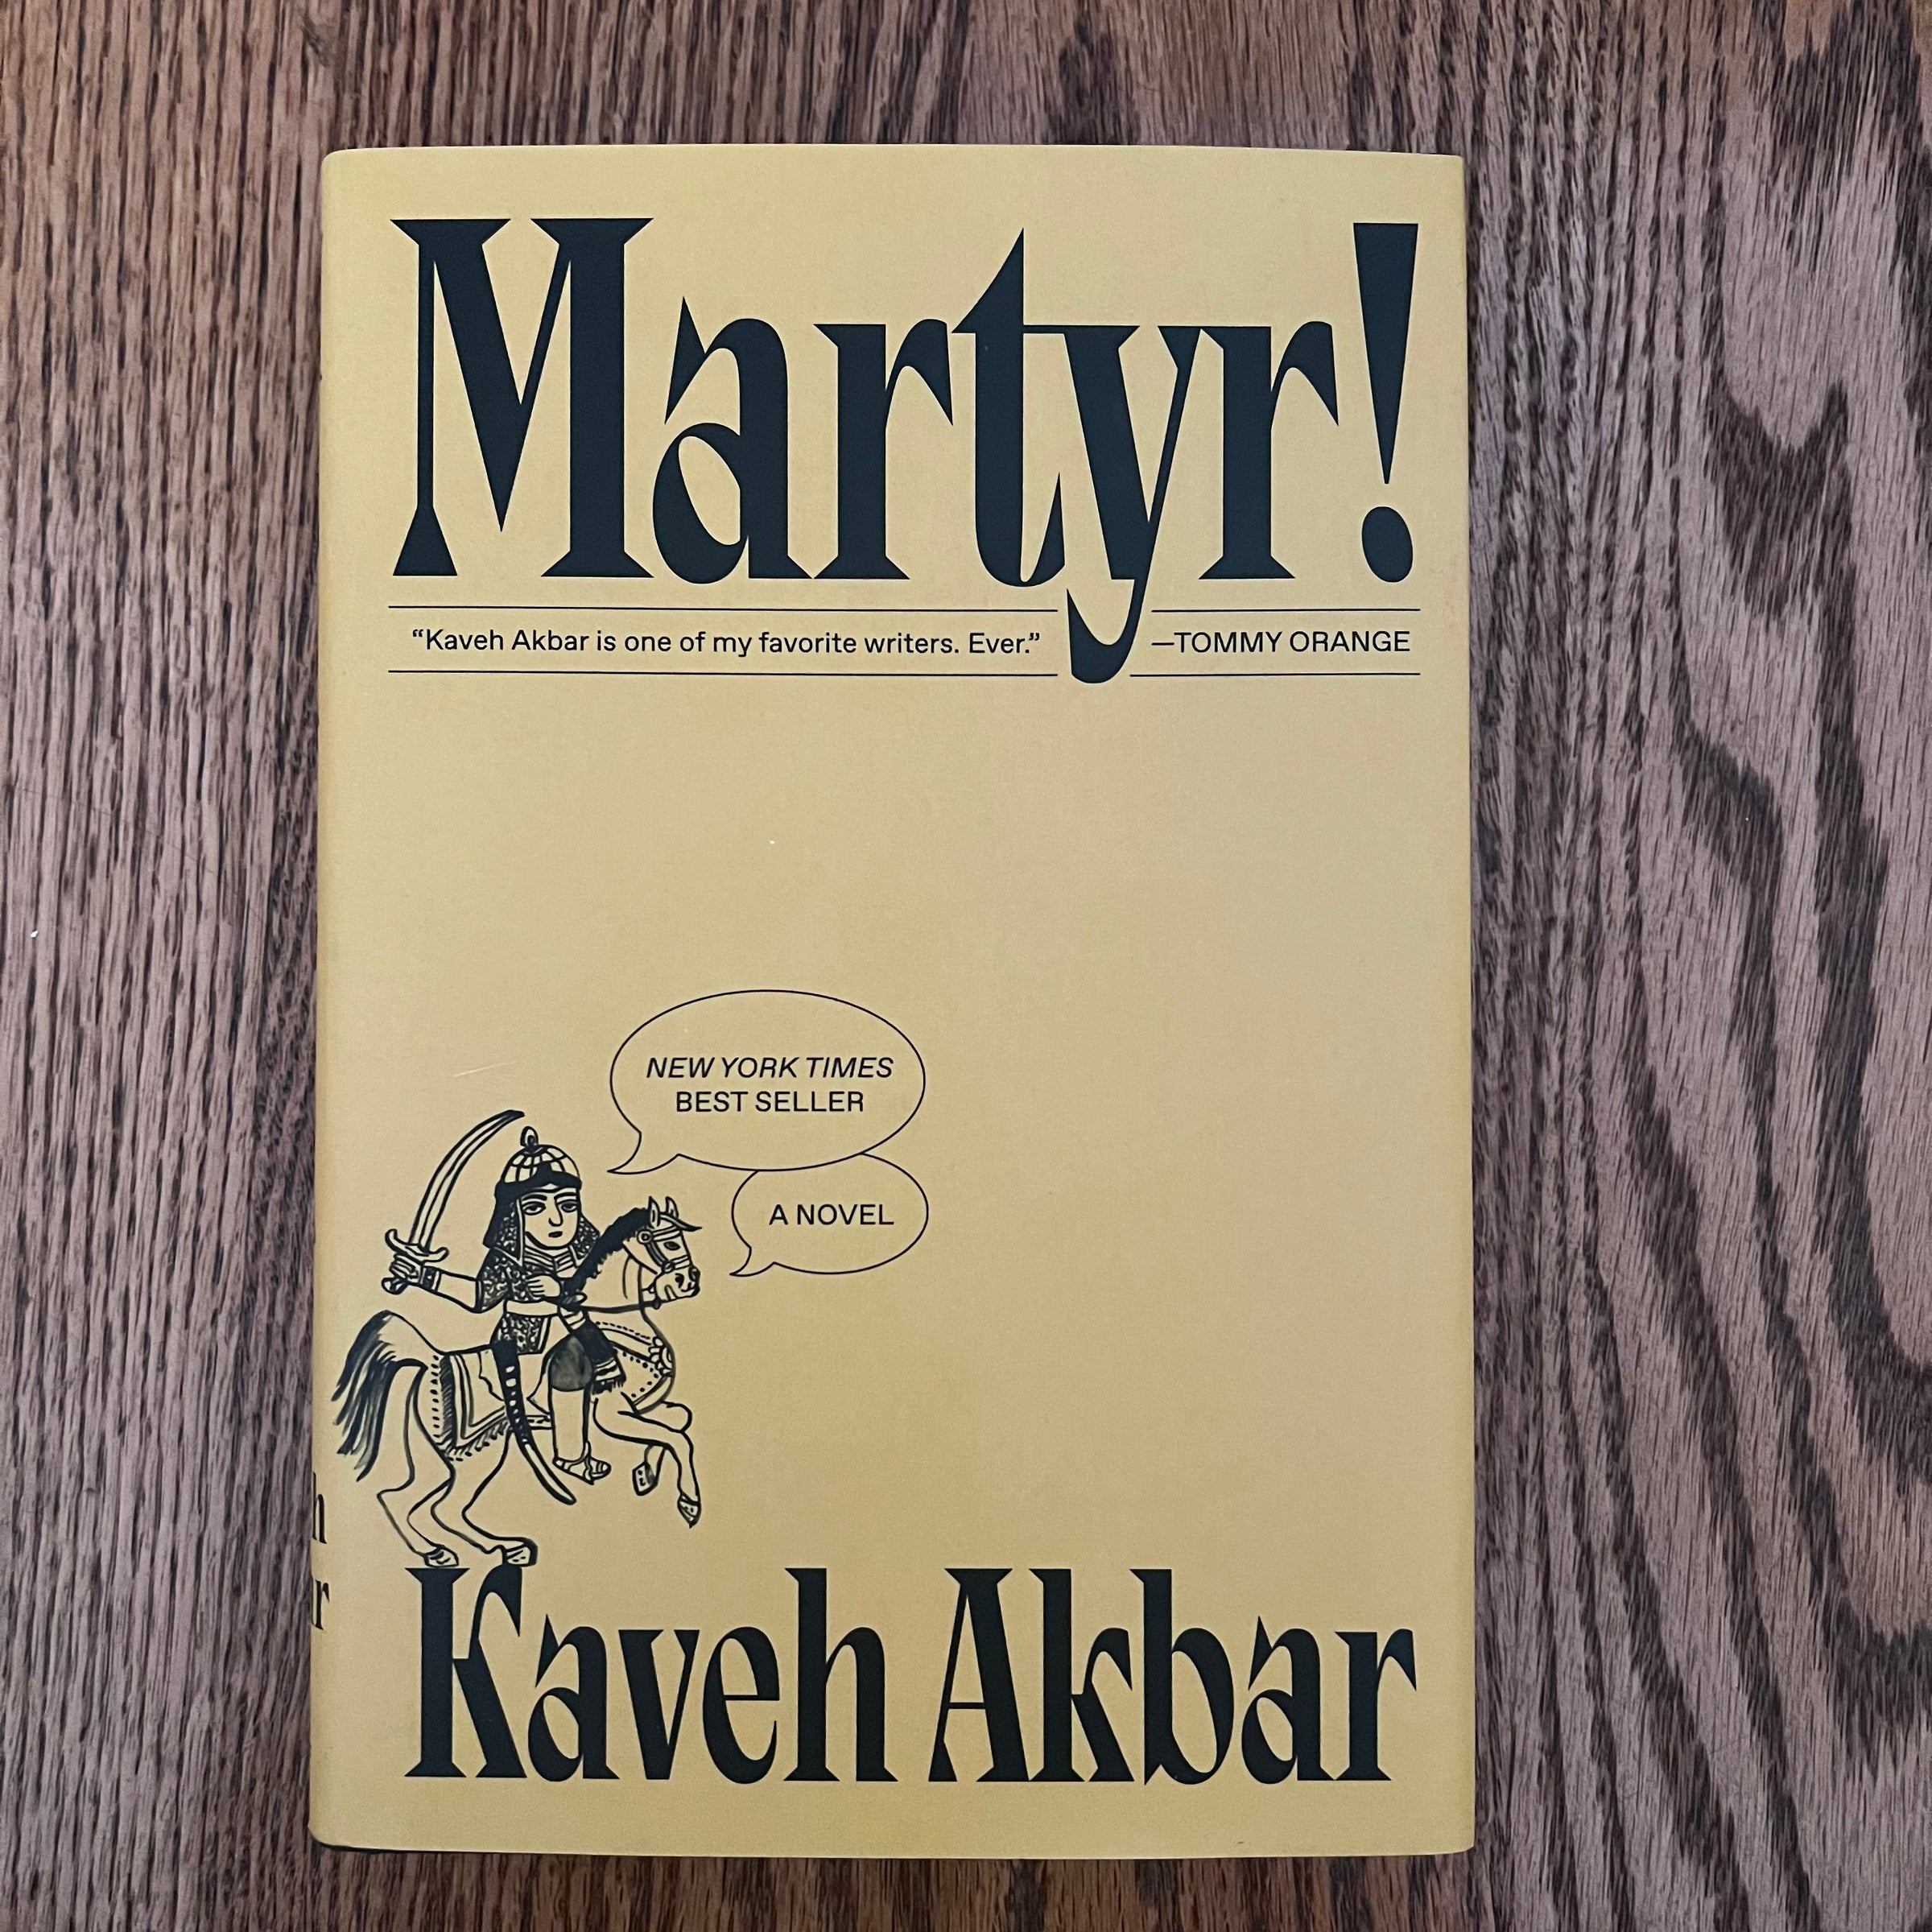 Martyr!
“Kaveh Akbar is one of my favorite writers. Ever.” —TOMMY ORANGE
NEW YORK TIMES
BEST SELLER
A NOVEL
h
r
Kaveh Akbar